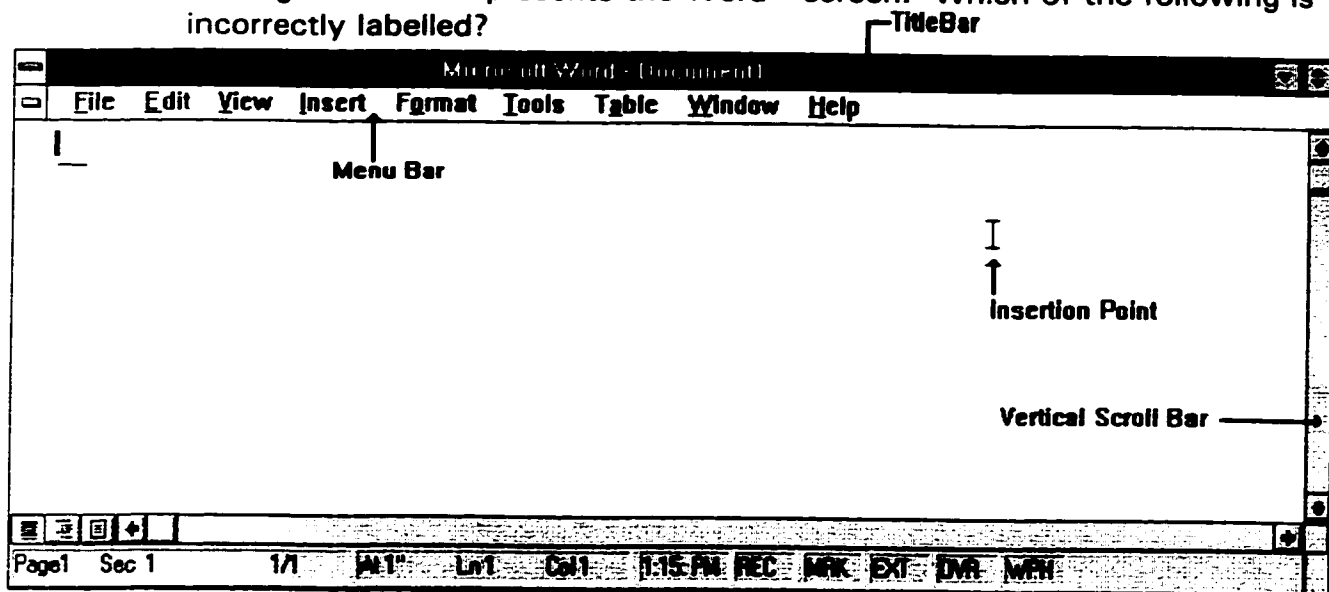 incorrectly labelled?
TitleBar
Microsoft Word - Document1
File Edit View Insert Format Tools Table Window Help
Menu Bar
Insertion Point
Vertical Scroll Bar
Page1 Sec 1 1/1 At 1" Ln1 Col1 1:15 PM REC MRK EXT OVR WPH